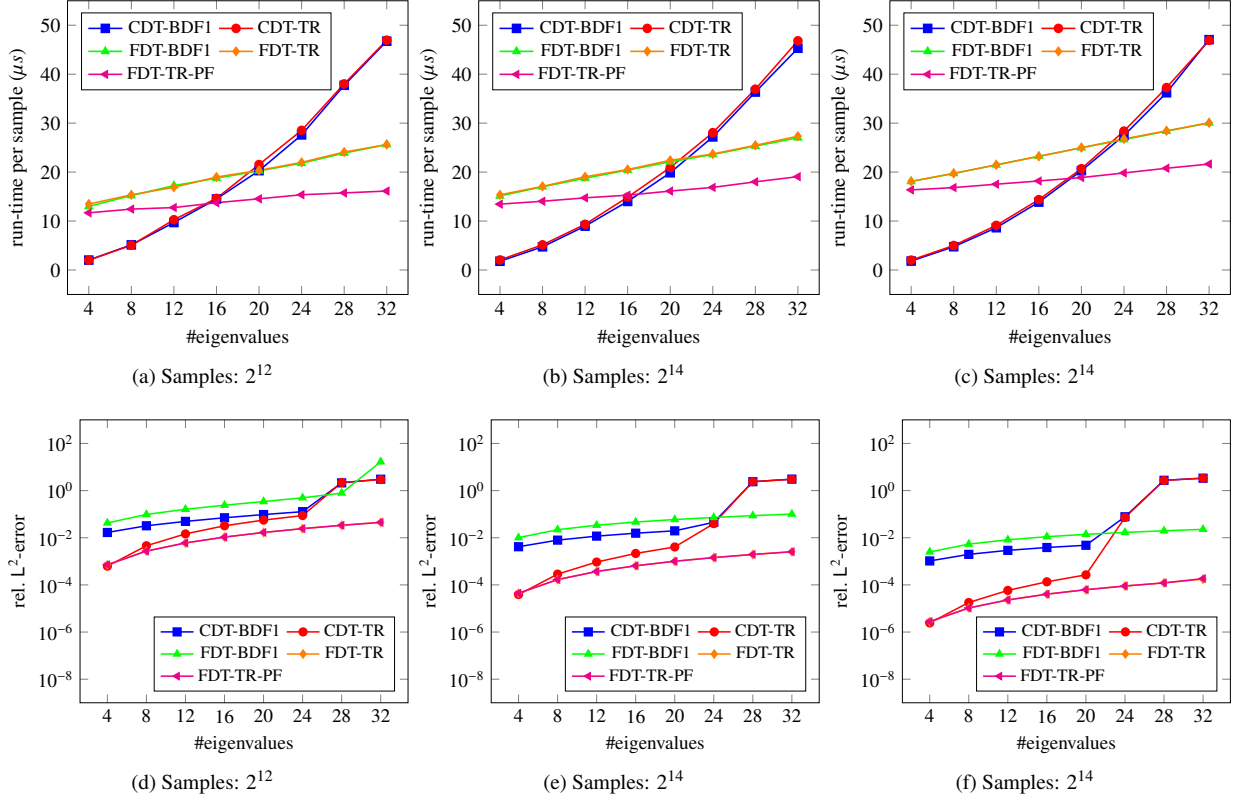 50
40
30
20
10
0
run-time per sample (μs)
CDT-BDF1 CDT-TR
FDT-BDF1 FDT-TR
FDT-TR-PF
4 8 12 16 20 24 28 32
#eigenvalues
(a) Samples: 2^12
50
40
30
20
10
0
run-time per sample (μs)
CDT-BDF1 CDT-TR
FDT-BDF1 FDT-TR
FDT-TR-PF
4 8 12 16 20 24 28 32
#eigenvalues
(b) Samples: 2^14
50
40
30
20
10
0
run-time per sample (μs)
CDT-BDF1 CDT-TR
FDT-BDF1 FDT-TR
FDT-TR-PF
4 8 12 16 20 24 28 32
#eigenvalues
(c) Samples: 2^14
10^2
10^0
10^−2
10^−4
10^−6
10^−8
rel. L^2-error
CDT-BDF1 CDT-TR
FDT-BDF1 FDT-TR
FDT-TR-PF
4 8 12 16 20 24 28 32
#eigenvalues
(d) Samples: 2^12
10^2
10^0
10^−2
10^−4
10^−6
10^−8
rel. L^2-error
CDT-BDF1 CDT-TR
FDT-BDF1 FDT-TR
FDT-TR-PF
4 8 12 16 20 24 28 32
#eigenvalues
(e) Samples: 2^14
10^2
10^0
10^−2
10^−4
10^−6
10^−8
rel. L^2-error
CDT-BDF1 CDT-TR
FDT-BDF1 FDT-TR
FDT-TR-PF
4 8 12 16 20 24 28 32
#eigenvalues
(f) Samples: 2^14